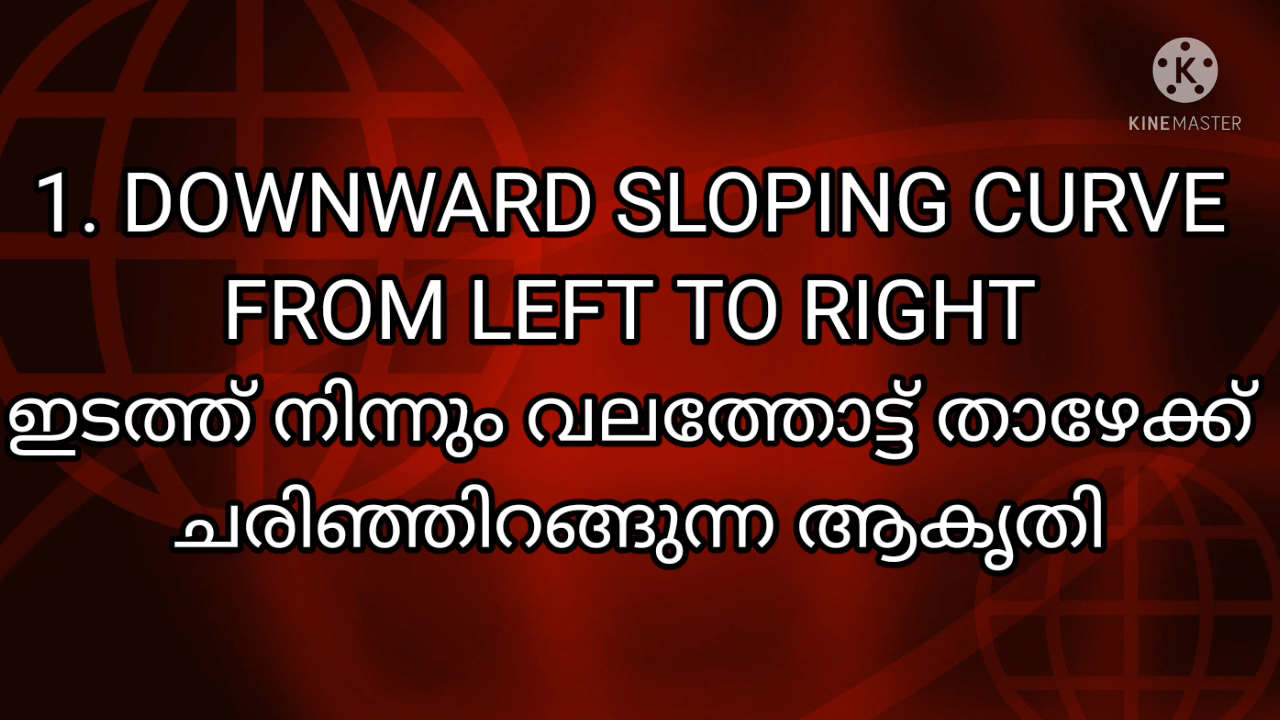 K
KINEMASTER
1. DOWNWARD SLOPING CURVE
FROM LEFT TO RIGHT
ഇടത്ത് നിന്നും വലത്തോട്ട് താഴേക്ക്
ചരിഞ്ഞിറങ്ങുന്ന ആകൃതി